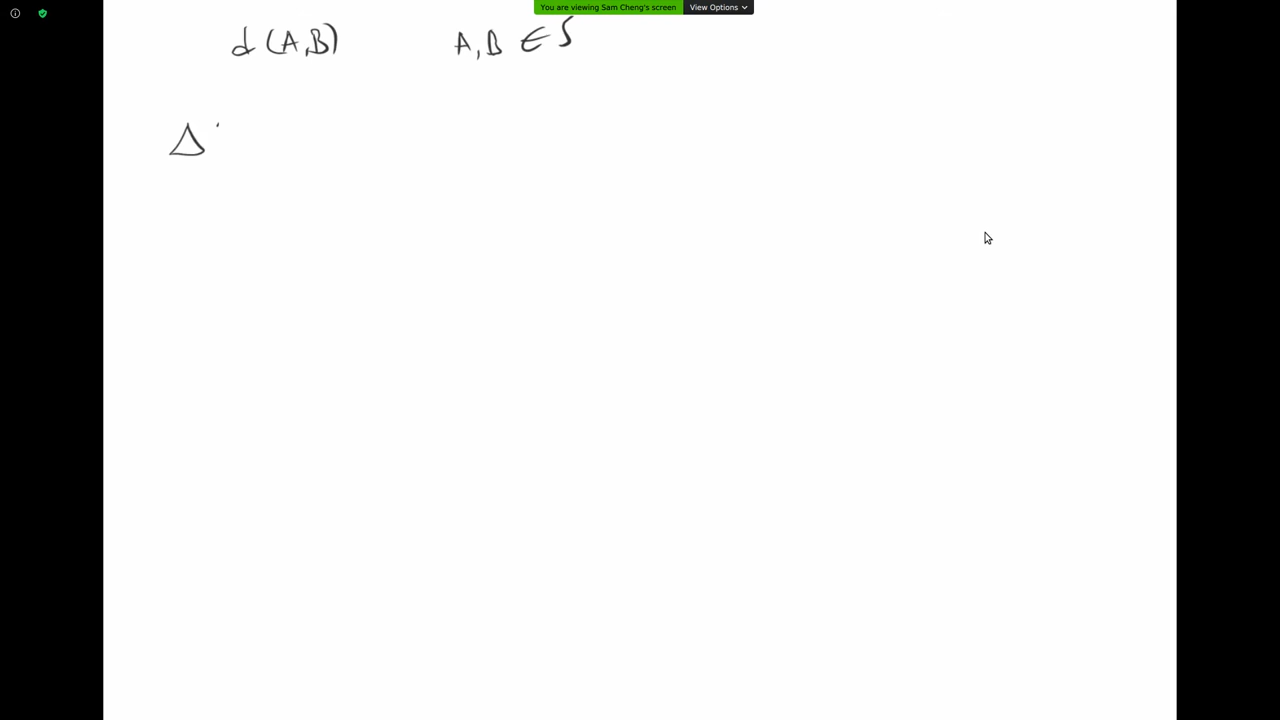 You are viewing Sam Cheng's screen View Options
d (A,B) A, B ∈ S
Δ